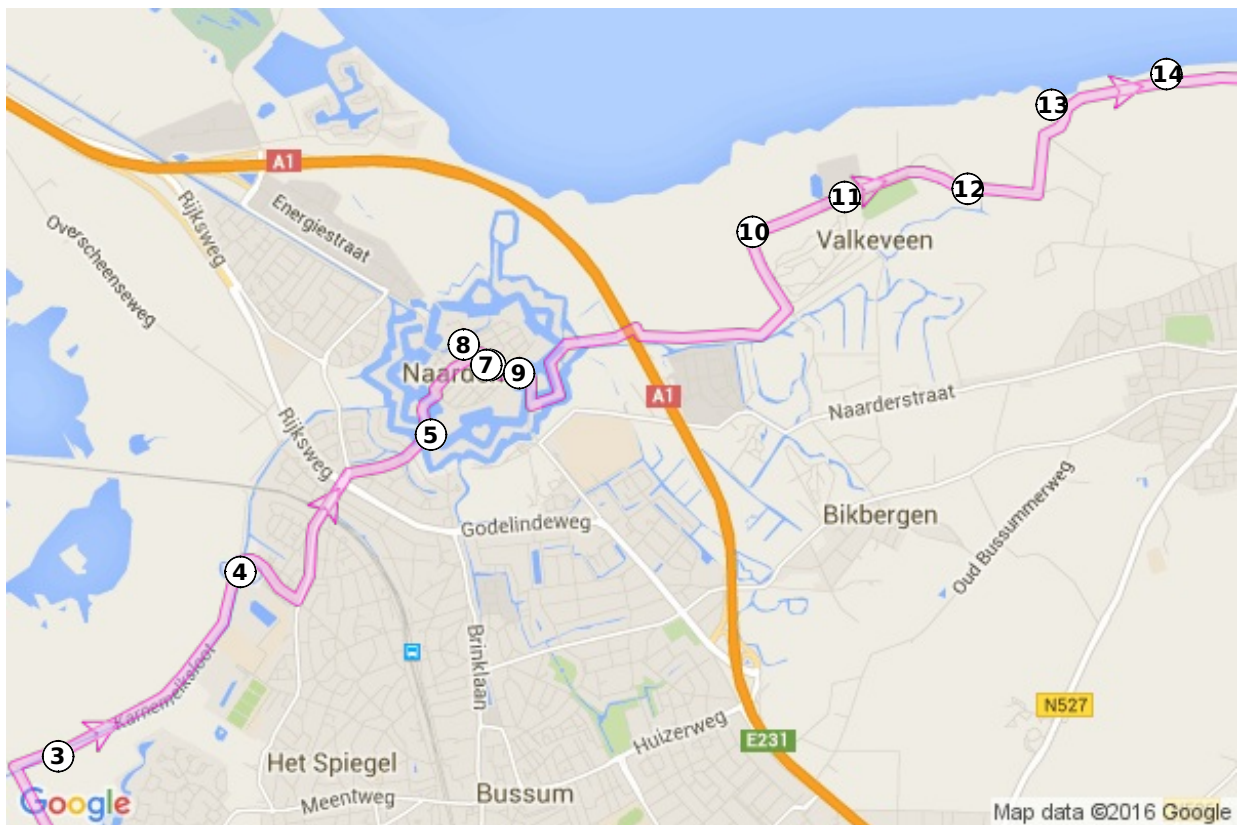 14
13
A1
Rijksweg
Energiestraat
12
11
Overscheenseweg
10
Valkeveen
8
7
9
Naarden
A1
Naarderstraat
5
Rijksweg
Godelindeweg
Bikbergen
Oud Bussummerweg
4
Brinklaan
Karnemelksloot
N527
Huizerweg
E231
3
Het Spiegel
Bussum
Meentweg
Google
Map data ©2016 Google